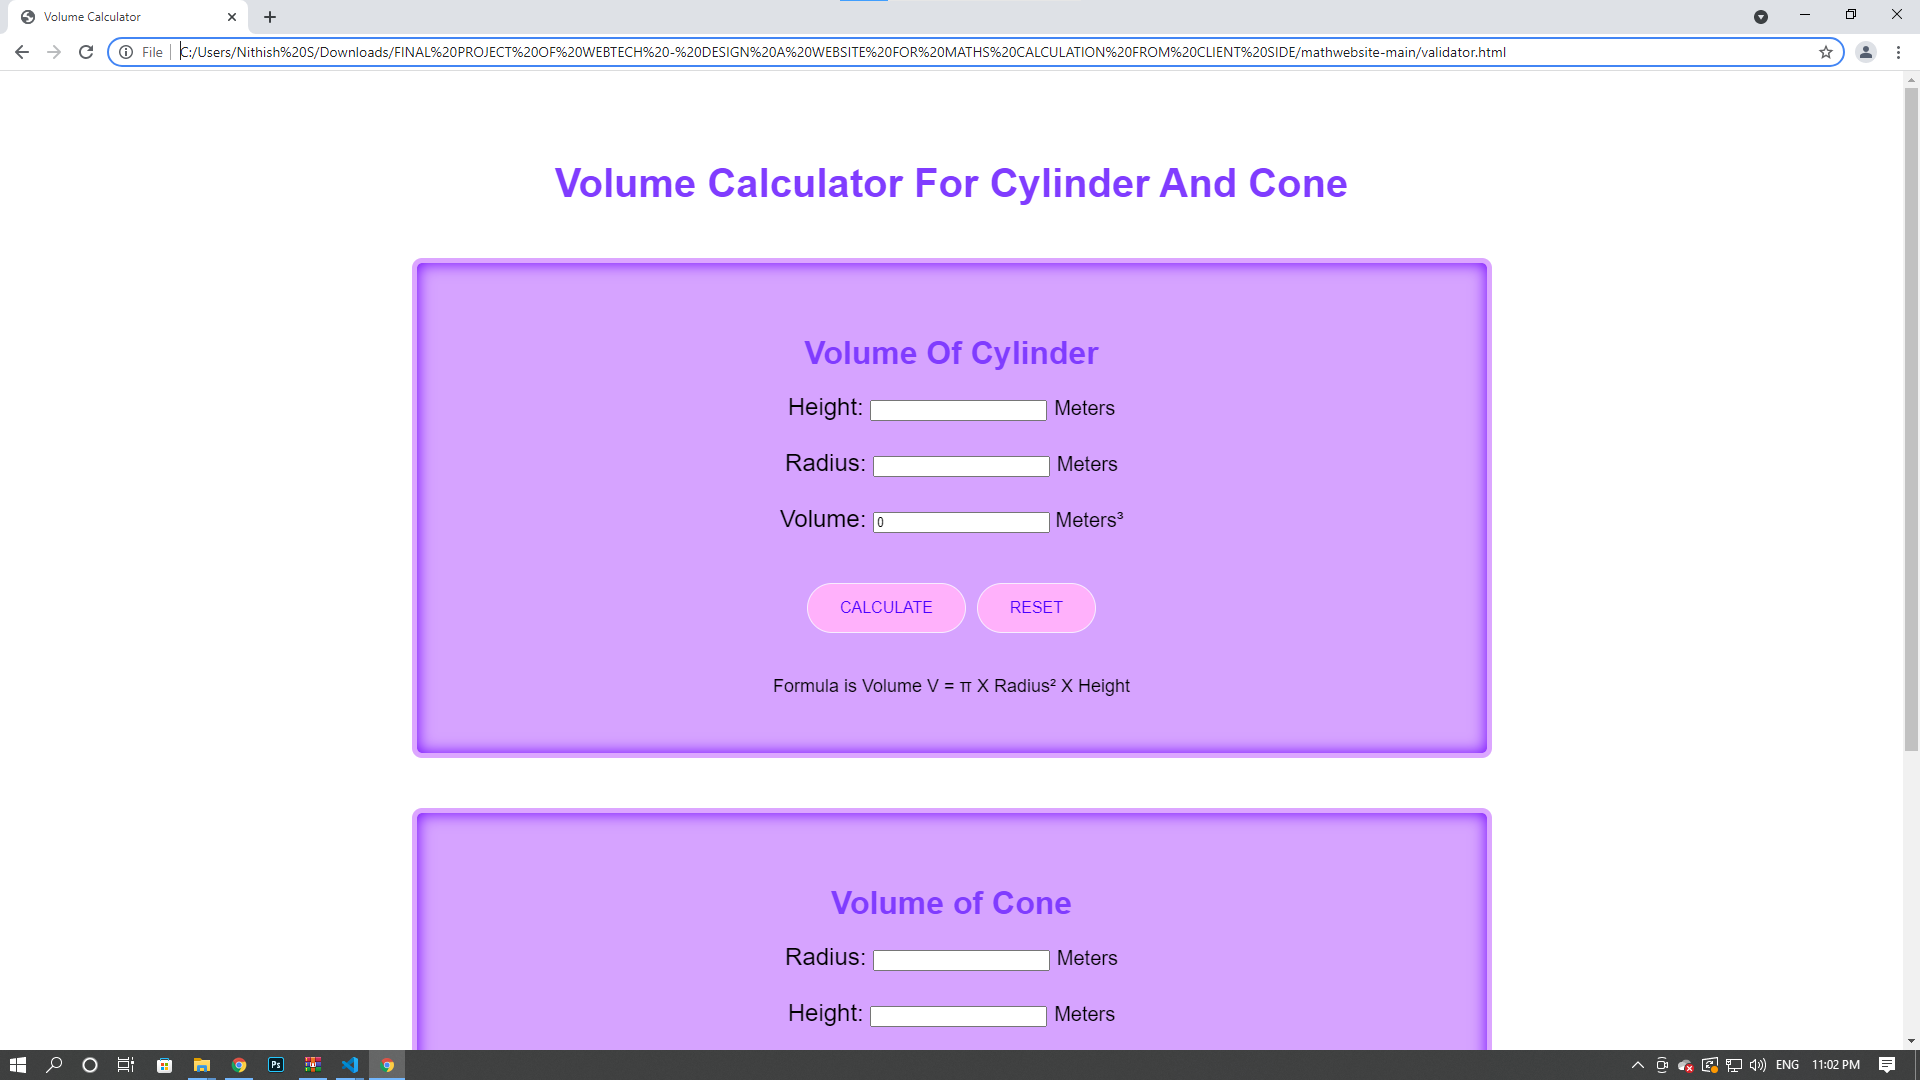 Volume Calculator
File
C:/Users/Nithish%20S/Downloads/FINAL%20PROJECT%20OF%20WEBTECH%20-%20DESIGN%20A%20WEBSITE%20FOR%20MATHS%20CALCULATION%20FROM%20CLIENT%20SIDE/mathwebsite-main/validator.html
Volume Calculator For Cylinder And Cone
Volume Of Cylinder
Height: Meters
Radius: Meters
Volume: 0 Meters³
CALCULATE RESET
Formula is Volume V = π X Radius² X Height
Volume of Cone
Radius: Meters
Height: Meters
Ps
ENG 11:02 PM